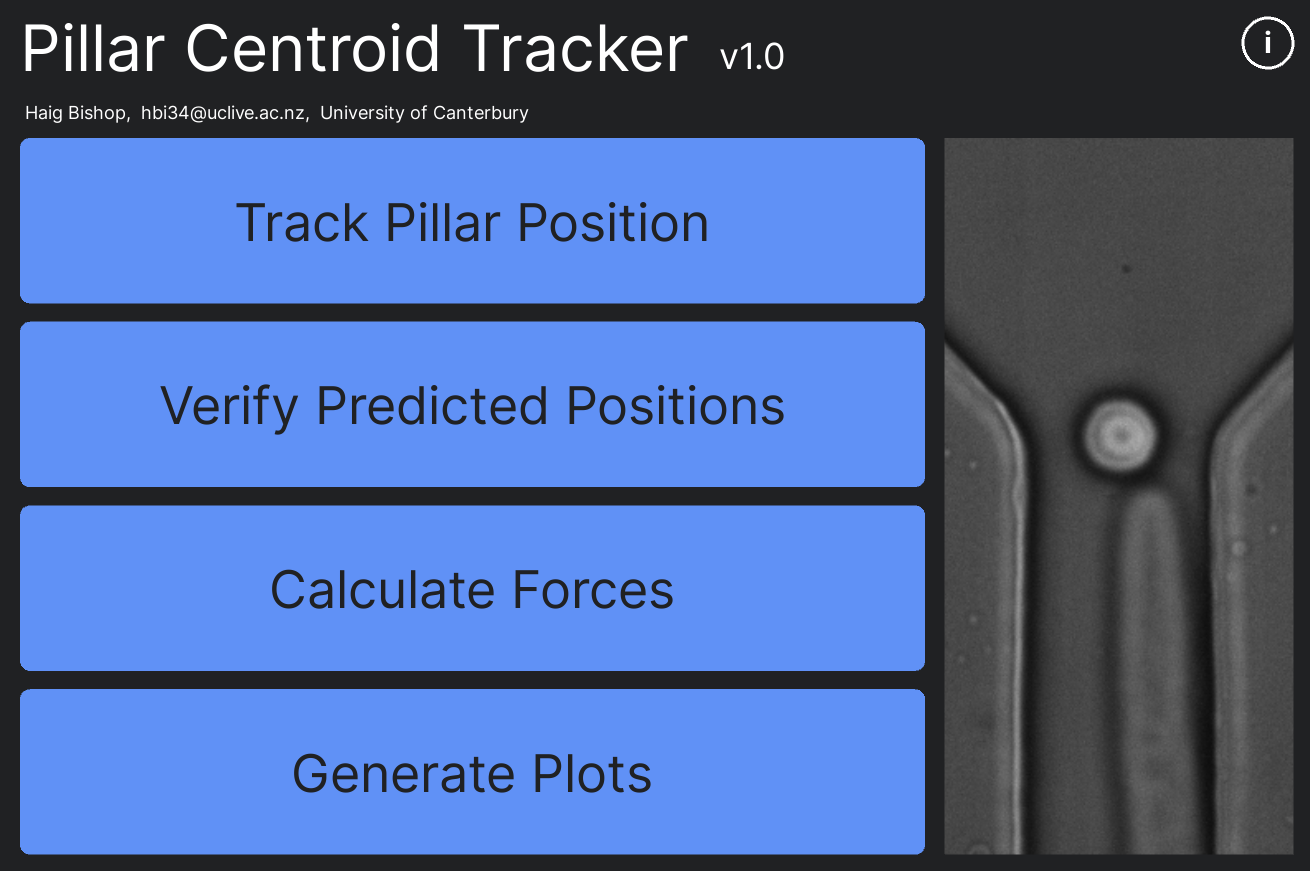 Pillar Centroid Tracker v1.0
i
Haig Bishop, hbi34@uclive.ac.nz, University of Canterbury
Track Pillar Position
Verify Predicted Positions
Calculate Forces
Generate Plots